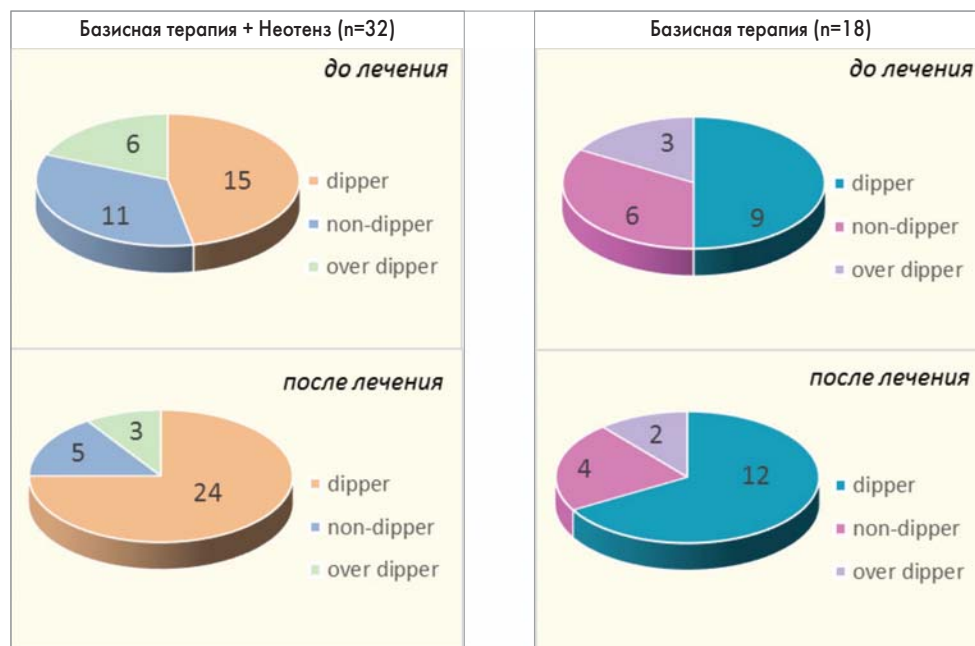 Базисная терапия + Неотенз (n=32)
до лечения
6
15
11
dipper
non-dipper
over dipper
после лечения
3
5
24
dipper
non-dipper
over dipper
Базисная терапия (n=18)
до лечения
3
6
9
dipper
non-dipper
over dipper
после лечения
2
4
12
dipper
non-dipper
over dipper